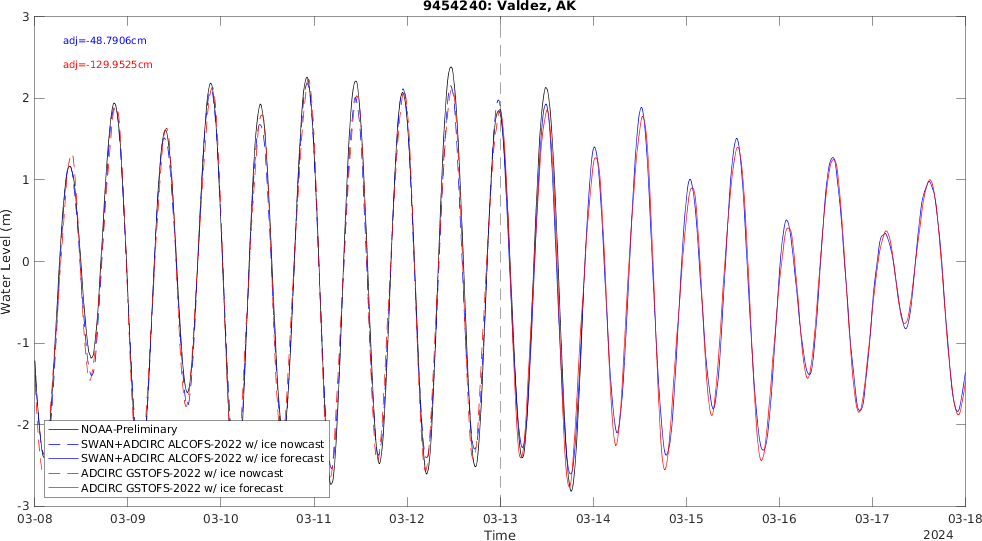 9454240: Valdez, AK
adj=-48.7906cm
adj=-129.9525cm
3
2
1
0
-1
-2
-3
Water Level (m)
NOAA-Preliminary
SWAN+ADCIRC ALCOFS-2022 w/ ice nowcast
SWAN+ADCIRC ALCOFS-2022 w/ ice forecast
ADCIRC GSTOFS-2022 w/ ice nowcast
ADCIRC GSTOFS-2022 w/ ice forecast
03-08 03-09 03-10 03-11 03-12 03-13 03-14 03-15 03-16 03-17 03-18
Time
2024